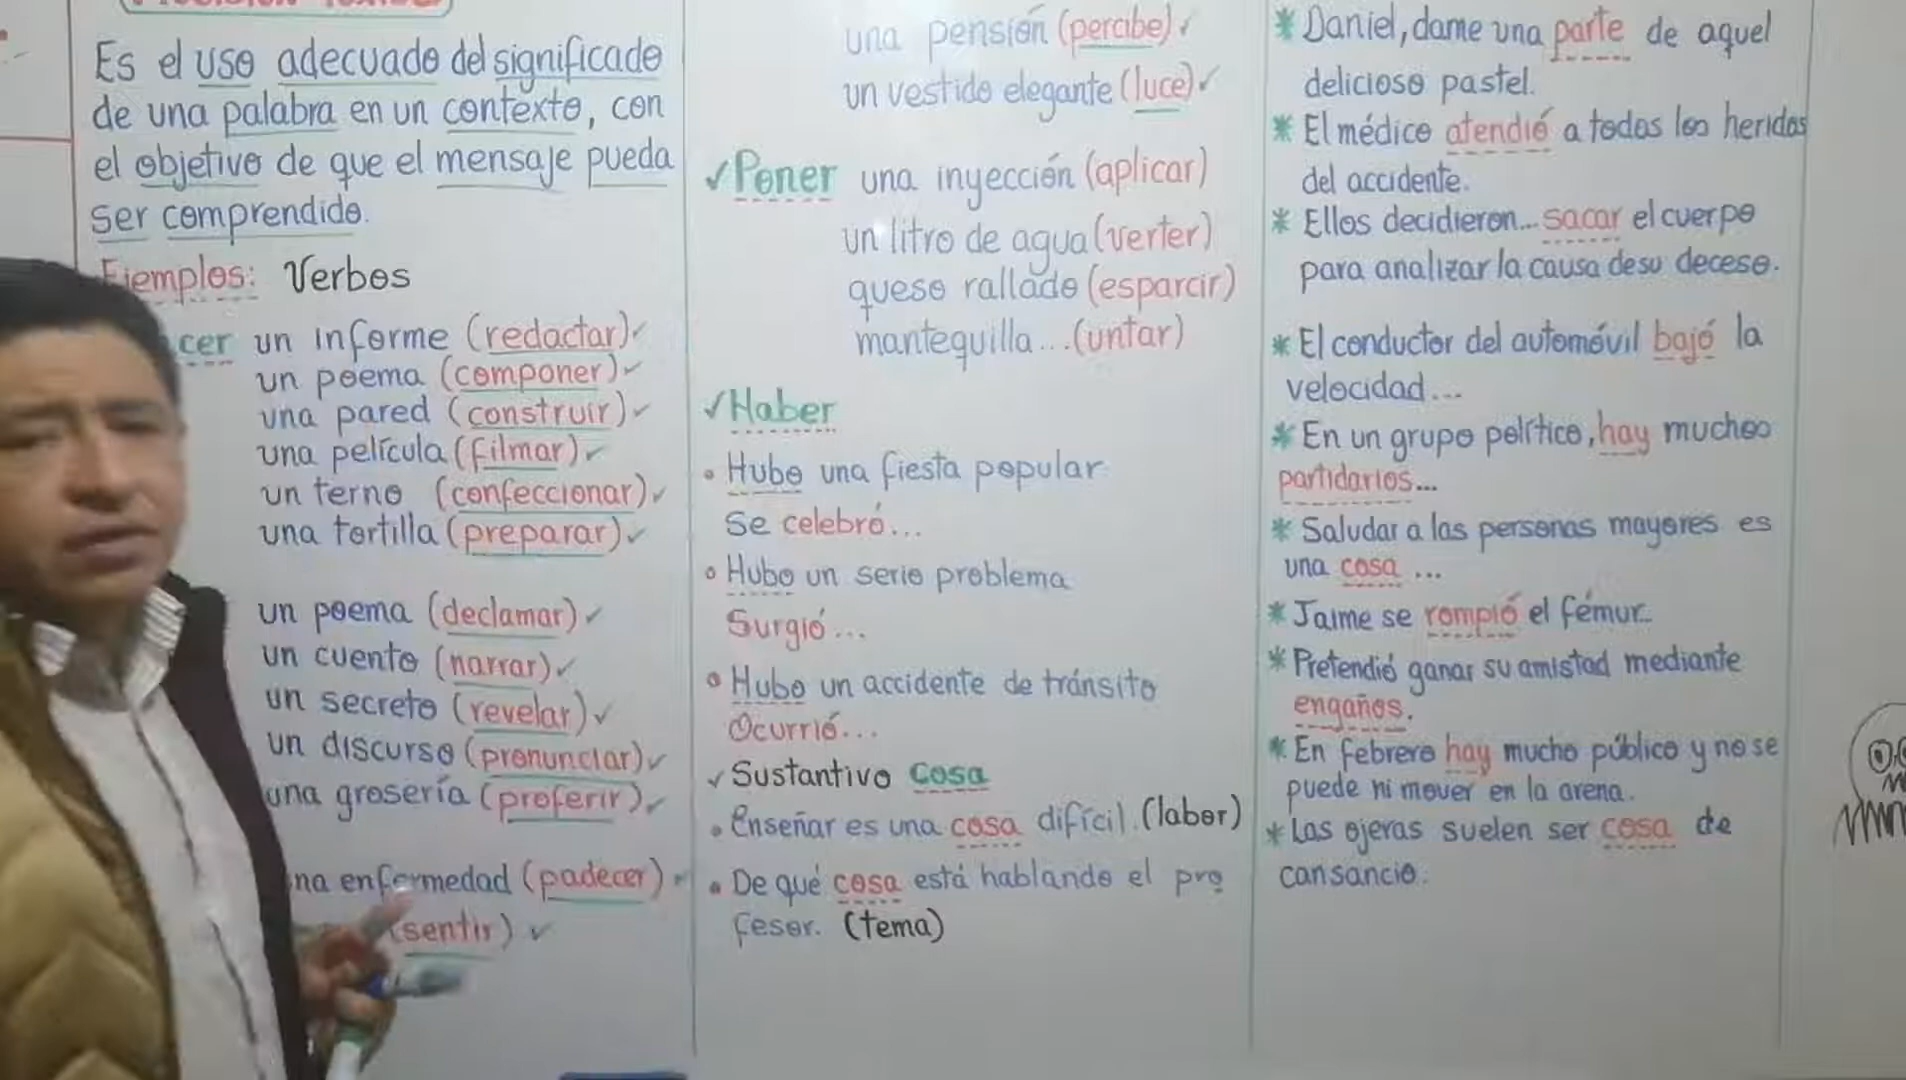 Es el uso adecuado del significado
de una palabra en un contexto, con
el objetivo de que el mensaje pueda
ser comprendido.
Ejemplos: Verbos
cer un informe (redactar)✓
un poema (componer)✓
una pared (construir)✓
una película (filmar)✓
un terno (confeccionar)✓
una tortilla (preparar)✓
un poema (declamar)✓
un cuento (narrar)✓
un secreto (revelar)✓
un discurso (pronunciar)✓
una grosería (proferir)✓
na enfermedad (padecer)✓
(sentir) ✓
una pensión (percibe)✓
un vestido elegante (luce)✓
✓Poner una inyección (aplicar)
un litro de agua (verter)
queso rallado (esparcir)
mantequilla...(untar)
✓Haber
• Hubo una fiesta popular
Se celebró...
• Hubo un serio problema
Surgió...
• Hubo un accidente de tránsito
Ocurrió...
✓ Sustantivo Cosa
• Enseñar es una cosa difícil. (labor)
• De qué cosa está hablando el pro
fesor. (tema)
* Daniel, dame una parte de aquel
delicioso pastel.
* El médico atendió a todos los heridos
del accidente.
* Ellos decidieron... sacar el cuerpo
para analizar la causa de su deceso.
* El conductor del automóvil bajó la
velocidad...
* En un grupo político, hay muchos
partidarios...
* Saludar a las personas mayores es
una cosa ...
* Jaime se rompió el fémur...
* Pretendió ganar su amistad mediante
engaños.
* En febrero hay mucho público y no se
puede ni mover en la arena.
* Las ojeras suelen ser cosa de
cansancio.